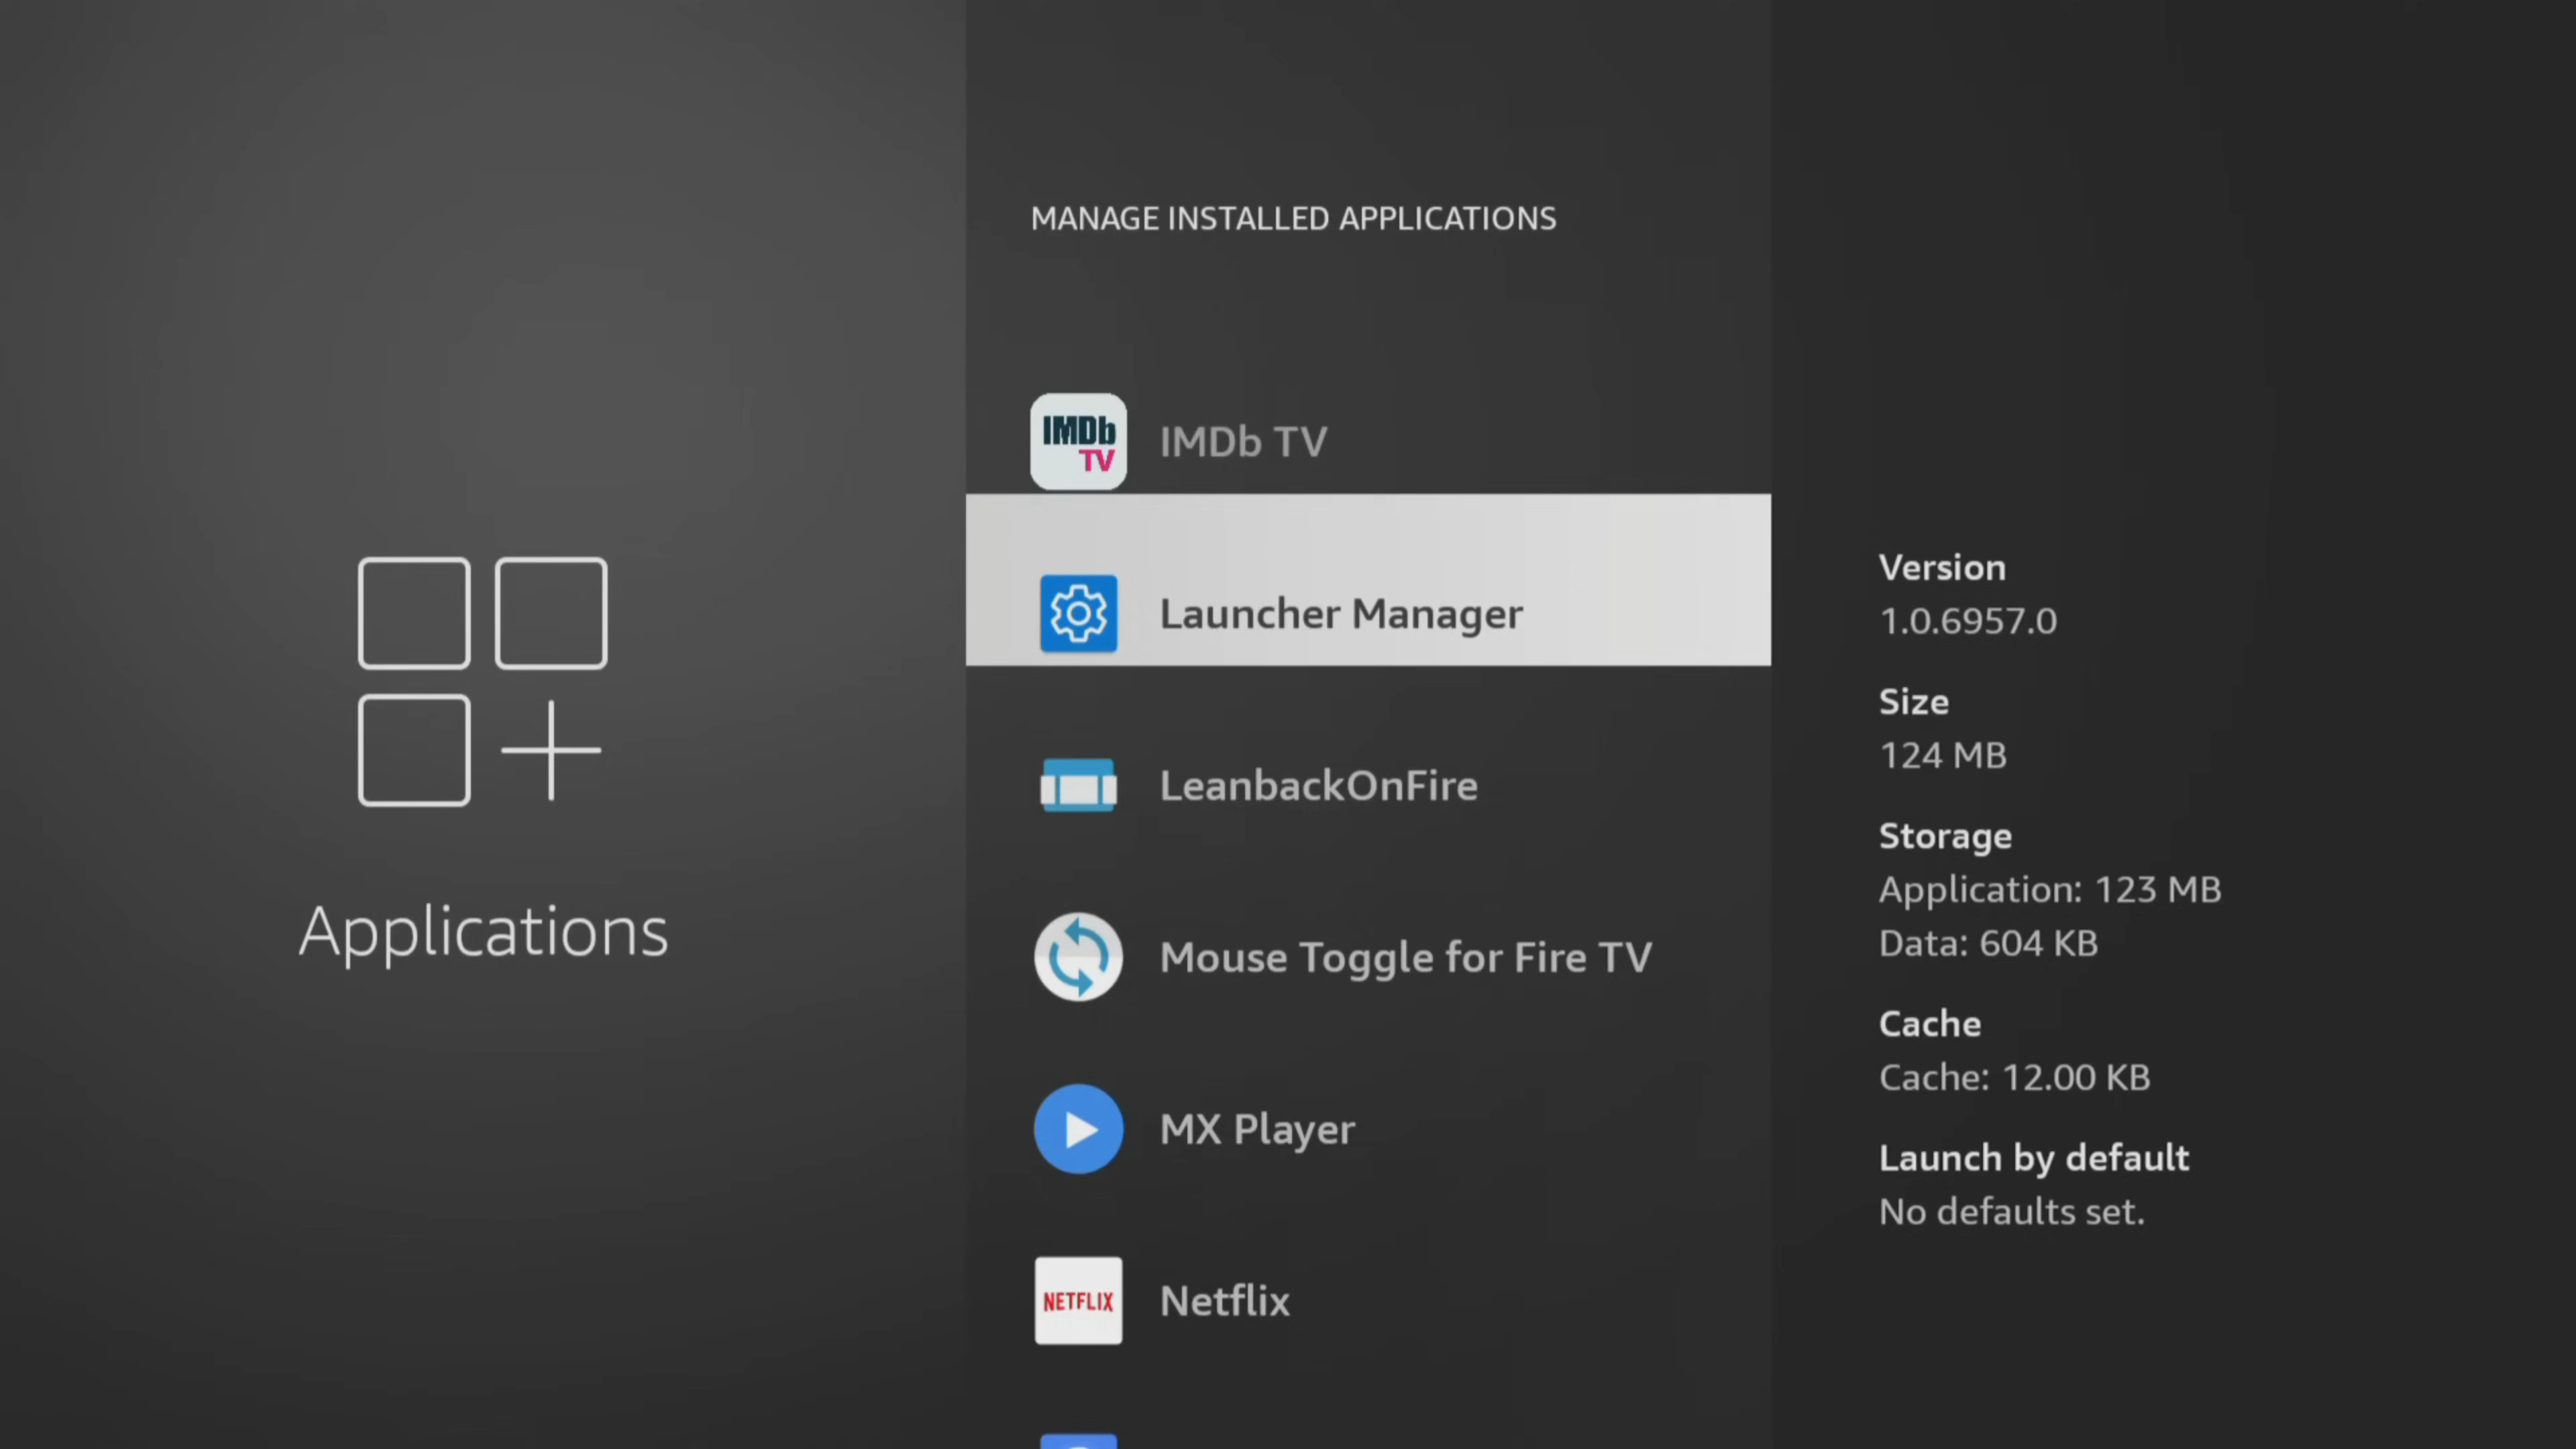 Applications
MANAGE INSTALLED APPLICATIONS
IMDb
TV
IMDb TV
Launcher Manager
LeanbackOnFire
Mouse Toggle for Fire TV
MX Player
NETFLIX
Netflix
Version
1.0.6957.0
Size
124 MB
Storage
Application: 123 MB
Data: 604 KB
Cache
Cache: 12.00 KB
Launch by default
No defaults set.